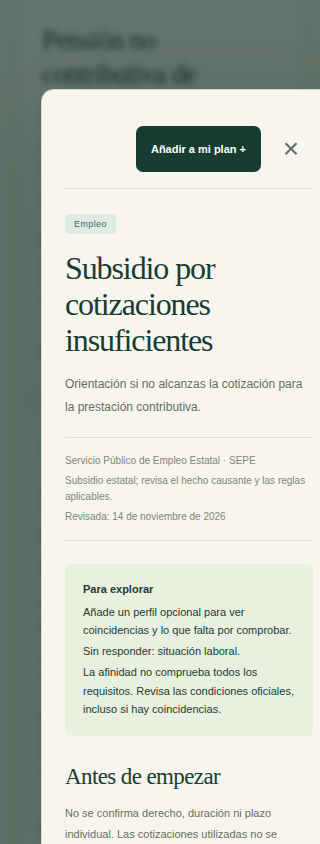 Pensión no
contributiva de
Añadir a mi plan +
✕
Empleo
Subsidio por
cotizaciones
insuficientes
Orientación si no alcanzas la cotización para
la prestación contributiva.
Servicio Público de Empleo Estatal · SEPE
Subsidio estatal; revisa el hecho causante y las reglas
aplicables.
Revisada: 14 de noviembre de 2026
Para explorar
Añade un perfil opcional para ver
coincidencias y lo que falta por comprobar.
Sin responder: situación laboral.
La afinidad no comprueba todos los
requisitos. Revisa las condiciones oficiales,
incluso si hay coincidencias.
Antes de empezar
No se confirma derecho, duración ni plazo
individual. Las cotizaciones utilizadas no se